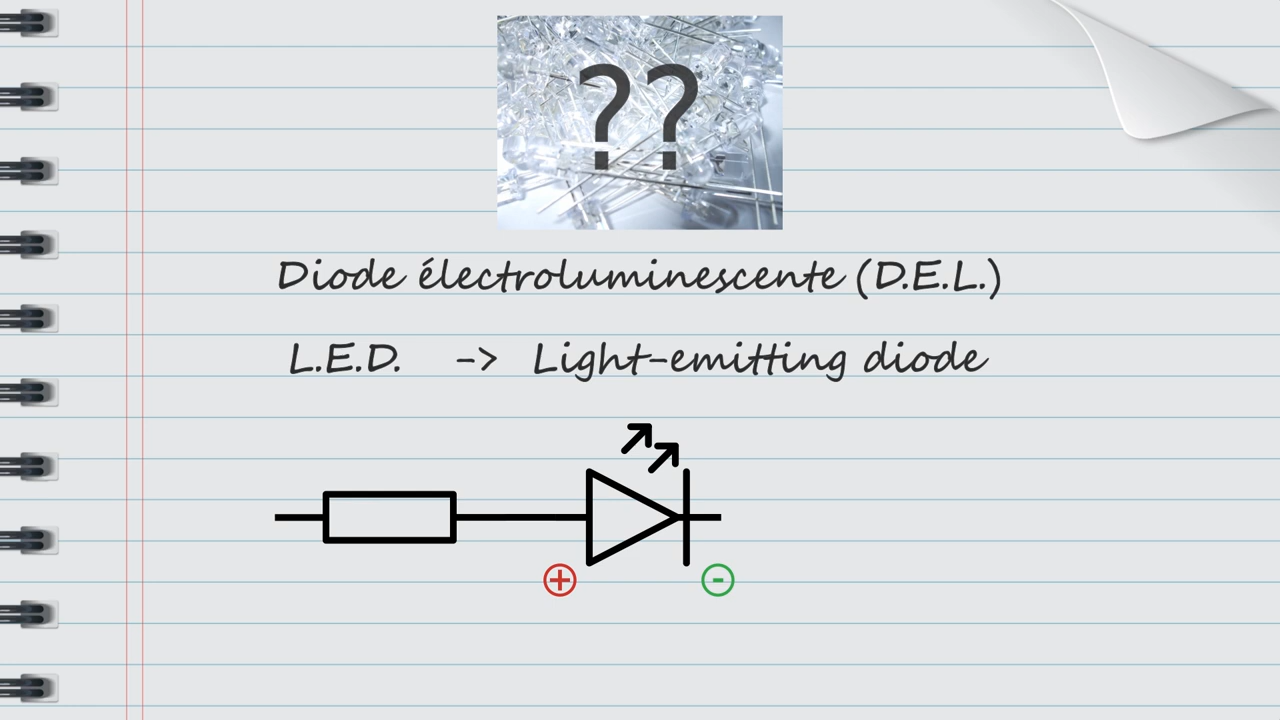 ??
Diode électroluminescente (D.E.L.)
L.E.D. -> Light-emitting diode
+ -